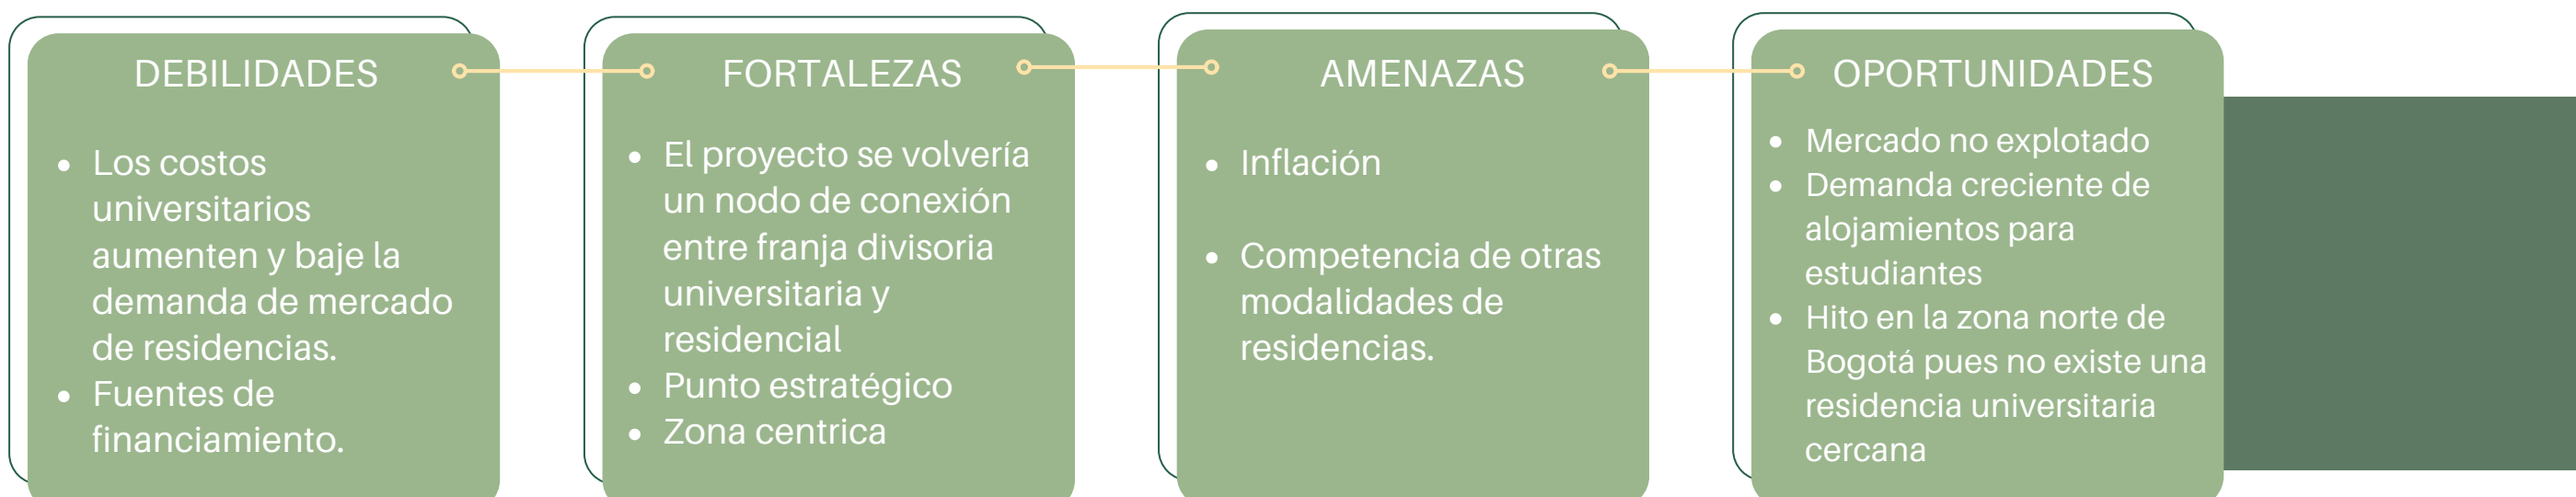 DEBILIDADES
• Los costos
universitarios
aumenten y baje la
demanda de mercado
de residencias.
• Fuentes de
financiamiento.
FORTALEZAS
• El proyecto se volvería
un nodo de conexión
entre franja divisoria
universitaria y
residencial
• Punto estratégico
• Zona centrica
AMENAZAS
• Inflación
• Competencia de otras
modalidades de
residencias.
OPORTUNIDADES
• Mercado no explotado
• Demanda creciente de
alojamientos para
estudiantes
• Hito en la zona norte de
Bogotá pues no existe una
residencia universitaria
cercana